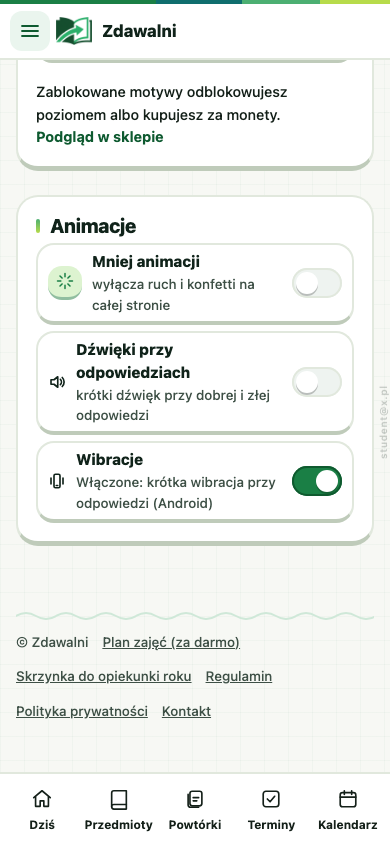 Zdawalni
Zablokowane motywy odblokowujesz
poziomem albo kupujesz za monety.
Podgląd w sklepie
Animacje
Mniej animacji
wyłącza ruch i konfetti na
całej stronie
Dźwięki przy
odpowiedziach
krótki dźwięk przy dobrej i złej
odpowiedzi
Wibracje
Włączone: krótka wibracja przy
odpowiedzi (Android)
student@x.pl
© Zdawalni Plan zajęć (za darmo)
Skrzynka do opiekunki roku Regulamin
Polityka prywatności Kontakt
Dziś Przedmioty Powtórki Terminy Kalendarz